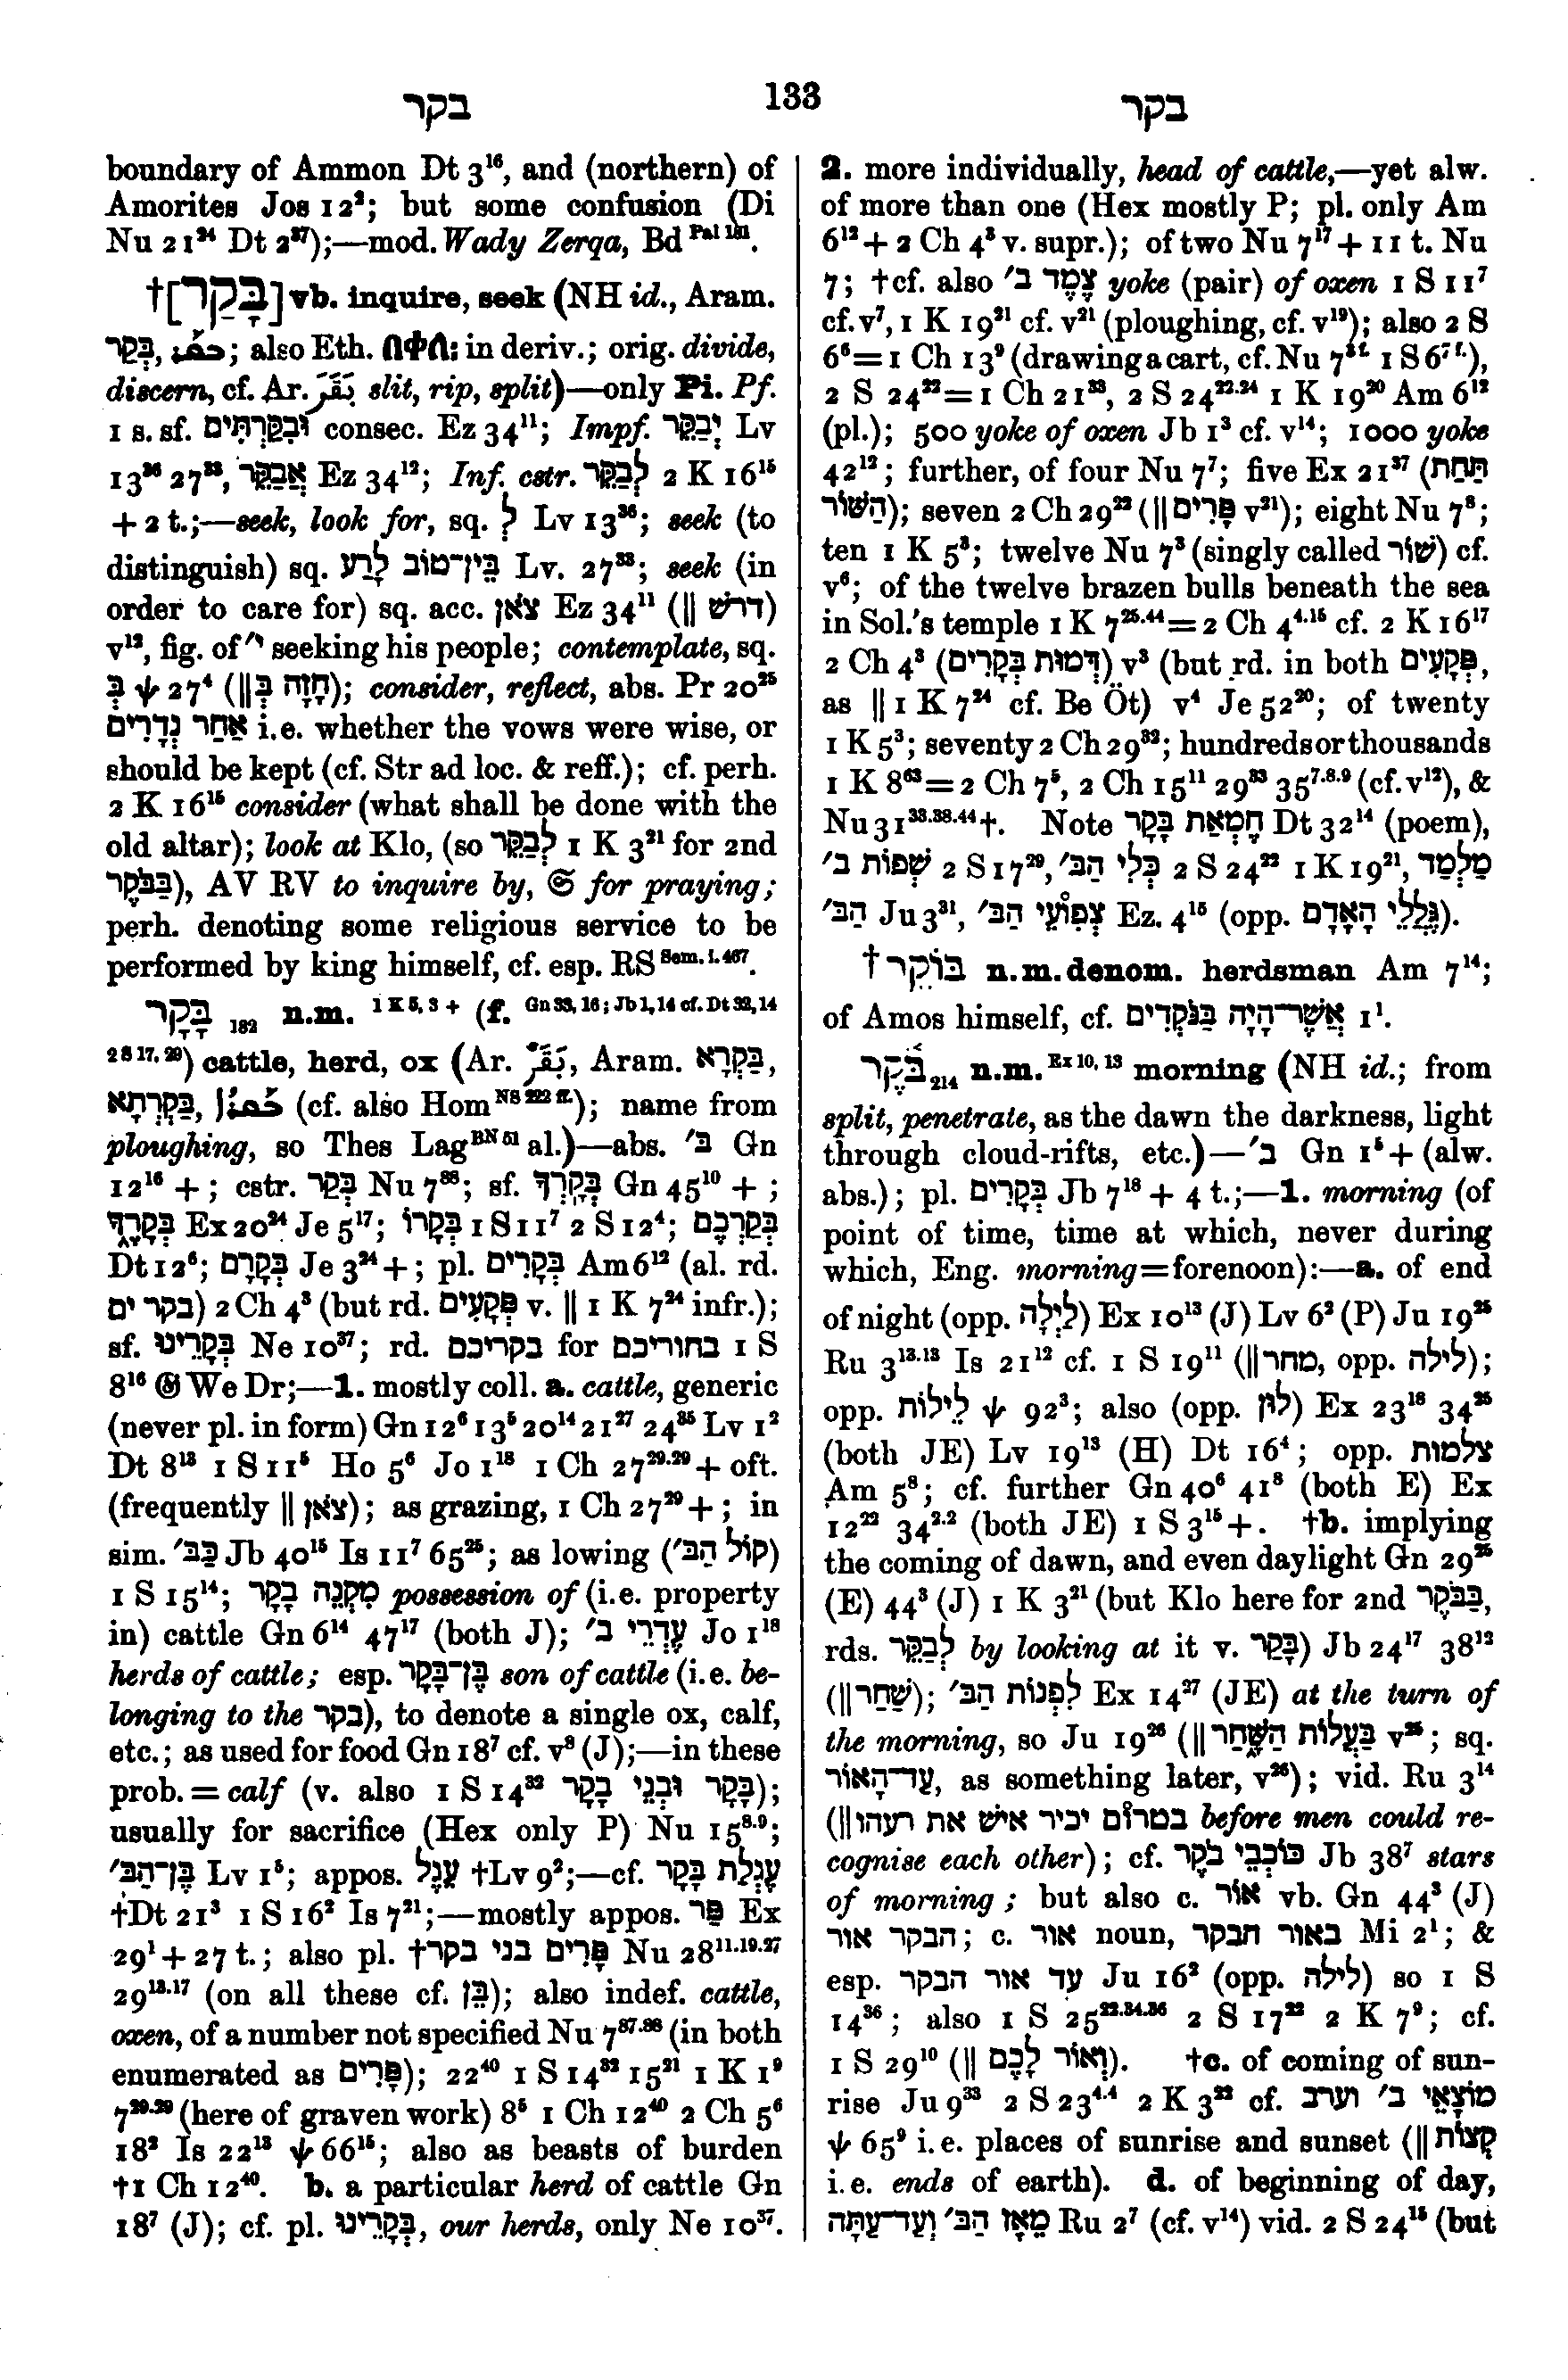 בקר
133
בקר
boundary of Ammon Dt 3¹⁶, and (northern) of
Amorites Jos 12²; but some confusion (Di
Nu 21²⁴ Dt 2³⁷);—mod. Wady Zerqa, Bd Pal 181.
†[בָּקַר] vb. inquire, seek (NH id., Aram.
בְּקַר, ; also Eth. በቀለ: in deriv.; orig. divide,
discern, cf. Ar. بَقَرَ slit, rip, split)—only Pi. Pf.
1 s. sf. וּבִקַּרְתִּים consec. Ez 34¹¹; Impf. יְבַקֵּר Lv
13³⁶ 27³³, אֲבַקֵּר Ez 34¹²; Inf. cstr. לְבַקֵּר 2 K 16¹⁵
+ 2 t.;—seek, look for, sq. לְ Lv 13³⁶; seek (to
distinguish) sq. בֵּין־טוֹב לָרַע Lv. 27³³; seek (in
order to care for) sq. acc. צֹאן Ez 34¹¹ (‖ דרשׁ)
v¹², fig. of י׳ seeking his people; contemplate, sq.
בְּ ψ 27⁴ (‖ חָזָה בְּ); consider, reflect, abs. Pr 20²⁵
אַחַר נְדָרִים i.e. whether the vows were wise, or
should be kept (cf. Str ad loc. & reff.); cf. perh.
2 K 16¹⁵ consider (what shall be done with the
old altar); look at Klo, (so לְבַקֵּר 1 K 3²¹ for 2nd
בַּבֹּקֶר), AV RV to inquire by, 𝔖 for praying;
perh. denoting some religious service to be
performed by king himself, cf. esp. RS Sem. i. 467.
בָּקָר 182 n.m. 1 K 5, 3 + (f. Gn 33, 16; Jb 1, 14 cf. Dt 32, 14
2 S 17, 29) cattle, herd, ox (Ar. بَقَرٌ, Aram. בַּקְרָא,
בַּקַרְתָּא, (cf. also Hom NS 222 ff.); name from
ploughing, so Thes Lag BN 51 al.)—abs. ב׳ Gn
12¹⁶ + ; cstr. בְּקַר Nu 7⁸⁸; sf. בְּקָרְךָ Gn 45¹⁰ + ;
בְּקָרֶךָ Ex 20²⁴ Je 5¹⁷; בְּקָרוֹ 1 S 11⁷ 2 S 12⁴; בְּקַרְכֶם
Dt 12⁶; בְּקָרָם Je 3²⁴ + ; pl. בְּקָרִים Am 6¹² (al. rd.
בקר ים) 2 Ch 4³ (but rd. פְּקָעִים v. ‖ 1 K 7²⁴ infr.);
sf. בְּקָרֵינוּ Ne 10³⁷; rd. בקריכם for בחוריכם 1 S
8¹⁶ 𝔊 We Dr;—1. mostly coll. a. cattle, generic
(never pl. in form) Gn 12⁶ 13⁵ 20¹⁴ 21²⁷ 24³⁵ Lv 1²
Dt 8¹³ 1 S 11⁵ Ho 5⁶ Jo 1¹⁸ 1 Ch 27²⁹·²⁹ + oft.
(frequently ‖ צֹאן); as grazing, 1 Ch 27²⁹ + ; in
sim. כַּבּ׳ Jb 40¹⁵ Is 11⁷ 65²⁵; as lowing (קוֹל הַבּ׳)
1 S 15¹⁴; מִקְנֵה בָקָר possession of (i.e. property
in) cattle Gn 6¹⁴ 47¹⁷ (both J); עֶדְרֵי ב׳ Jo 1¹⁸
herds of cattle; esp. בֶּן־בָּקָר son of cattle (i.e. be-
longing to the בקר), to denote a single ox, calf,
etc.; as used for food Gn 18⁷ cf. v⁸ (J);—in these
prob. = calf (v. also 1 S 14³² בָּקָר וּבְנֵי בָקָר);
usually for sacrifice (Hex only P) Nu 15⁸·⁹;
בֶּן־הַבּ׳ Lv 1⁵; appos. עֵגֶל †Lv 9²;—cf. עֶגְלַת בָּקָר
†Dt 21³ 1 S 16² Is 7²¹;—mostly appos. פַּר Ex
29¹ + 27 t.; also pl. פָּרִים בני בקר† Nu 28¹¹·¹⁹·²⁷
29¹³·¹⁷ (on all these cf. בֵּן); also indef. cattle,
oxen, of a number not specified Nu 7⁸⁷·⁸⁸ (in both
enumerated as פָּרִים); 22⁴⁰ 1 S 14³² 15²¹ 1 K 1⁹
7²⁹·²⁹ (here of graven work) 8⁵ 1 Ch 12⁴⁰ 2 Ch 5⁶
18² Is 22¹³ ψ 66¹⁵; also as beasts of burden
†1 Ch 12⁴⁰. b. a particular herd of cattle Gn
18⁷ (J); cf. pl. בְּקָרֵינוּ, our herds, only Ne 10³⁷.
2. more individually, head of cattle,—yet alw.
of more than one (Hex mostly P; pl. only Am
6¹² + 2 Ch 4³ v. supr.); of two Nu 7¹⁷ + 11 t. Nu
7; †cf. also צֶמֶד ב׳ yoke (pair) of oxen 1 S 11⁷
cf. v⁷, 1 K 19²¹ cf. v²¹ (ploughing, cf. v¹⁹); also 2 S
6⁶ = 1 Ch 13⁹ (drawing a cart, cf. Nu 7³ᶠ· 1 S 6⁷ᶠ·),
2 S 24²² = 1 Ch 21²³, 2 S 24²²·²⁴ 1 K 19²⁰ Am 6¹²
(pl.); 500 yoke of oxen Jb 1³ cf. v¹⁴; 1000 yoke
42¹²; further, of four Nu 7⁷; five Ex 21³⁷ (תַּחַת
הַשּׁוֹר); seven 2 Ch 29²² (‖ פָּרִים v²¹); eight Nu 7⁸;
ten 1 K 5³; twelve Nu 7³ (singly called שׁוֹר) cf.
v⁶; of the twelve brazen bulls beneath the sea
in Sol.'s temple 1 K 7²⁵·⁴⁴ = 2 Ch 4⁴·¹⁵ cf. 2 K 16¹⁷
2 Ch 4³ (דְּמוּת בְּקָרִים) v³ (but rd. in both פְּקָעִים,
as ‖ 1 K 7²⁴ cf. Be Öt) v⁴ Je 52²⁰; of twenty
1 K 5³; seventy 2 Ch 29³²; hundreds or thousands
1 K 8⁶³ = 2 Ch 7⁵, 2 Ch 15¹¹ 29³³ 35⁷·⁸·⁹ (cf. v¹²), &
Nu 31³³·³⁸·⁴⁴†. Note חֶמְאַת בָּקָר Dt 32¹⁴ (poem),
שְׁפוֹת ב׳ 2 S 17²⁹, כְּלֵי הַבּ׳ 2 S 24²² 1 K 19²¹, מַלְמַד
הַבּ׳ Ju 3³¹, צְפוּעֵי הַבּ׳ Ez. 4¹⁵ (opp. גֶּלְלֵי הָאָדָם).
†בּוֹקֵר n.m. denom. herdsman Am 7¹⁴;
of Amos himself, cf. אֲשֶׁר־הָיָה בַנֹּקְדִים 1¹.
בֹּקֶר 214 n.m. Ex 10, 13 morning (NH id.; from
split, penetrate, as the dawn the darkness, light
through cloud-rifts, etc.)—ב׳ Gn 1⁵ + (alw.
abs.); pl. בְּקָרִים Jb 7¹⁸ + 4 t.;—1. morning (of
point of time, time at which, never during
which, Eng. morning = forenoon):—a. of end
of night (opp. לַיְלָה) Ex 10¹³ (J) Lv 6² (P) Ju 19²⁵
Ru 3¹³·¹³ Is 21¹² cf. 1 S 19¹¹ (‖ מחר, opp. לילה);
opp. לֵילוֹת ψ 92³; also (opp. לוּן) Ex 23¹⁸ 34²⁵
(both JE) Lv 19¹³ (H) Dt 16⁴; opp. צלמות
Am 5⁸; cf. further Gn 40⁶ 41⁸ (both E) Ex
12²² 34²·² (both JE) 1 S 3¹⁵ +. †b. implying
the coming of dawn, and even daylight Gn 29²⁵
(E) 44³ (J) 1 K 3²¹ (but Klo here for 2nd בַּבֹּקֶר,
rds. לְבַקֵּר by looking at it v. בָּקַר) Jb 24¹⁷ 38¹²
(‖ שַׁחַר); לִפְנוֹת הַבּ׳ Ex 14²⁷ (JE) at the turn of
the morning, so Ju 19²⁶ (‖ בַּעֲלוֹת הַשַּׁחַר v²⁵; sq.
עַד־הָאוֹר, as something later, v²⁶); vid. Ru 3¹⁴
(‖ במרום יכיר איש את רעהו before men could re-
cognise each other); cf. כּוֹכְבֵי בֹקֶר Jb 38⁷ stars
of morning; but also c. אוֹר vb. Gn 44³ (J)
הבקר אור; c. אור noun, באור הבקר Mi 2¹; &
esp. עד אור הבקר Ju 16² (opp. לילה) so 1 S
14³⁶; also 1 S 25²²·³⁴·³⁶ 2 S 17²² 2 K 7⁹; cf.
1 S 29¹⁰ (‖ וְאוֹר לָכֶם). †c. of coming of sun-
rise Ju 9³³ 2 S 23⁴·⁴ 2 K 3²² cf. מוֹצָאֵי ב׳ וערב
ψ 65⁹ i.e. places of sunrise and sunset (‖ קְצוֹת
i.e. ends of earth). d. of beginning of day,
מֵאָז הַבּ׳ וְעַד־עַתָּה Ru 2⁷ (cf. v¹⁴) vid. 2 S 24¹⁵ (but